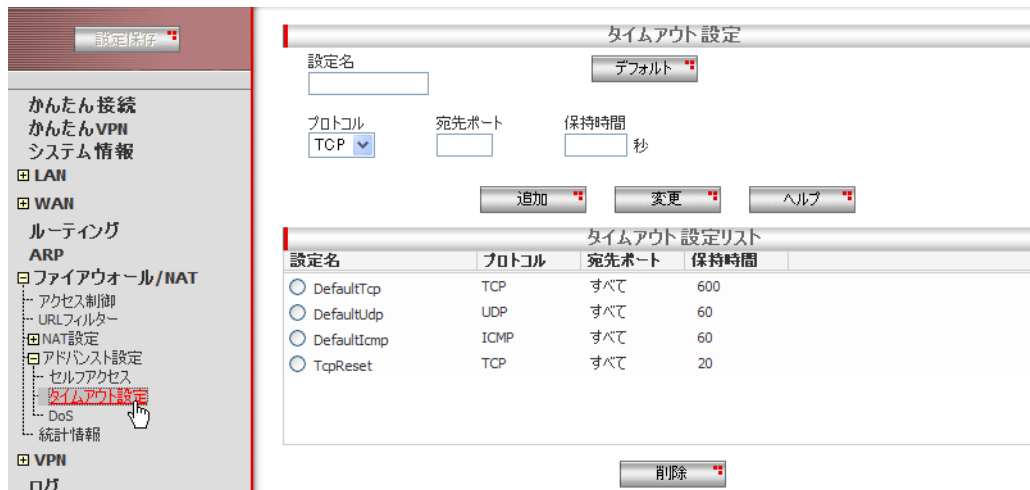 設定保存
かんたん接続
かんたんVPN
システム情報
LAN
WAN
ルーティング
ARP
ファイアウォール/NAT
アクセス制御
URLフィルター
NAT設定
アドバンスト設定
セルフアクセス
タイムアウト設定
DoS
統計情報
VPN
ログ
タイムアウト設定
設定名
デフォルト
プロトコル 宛先ポート 保持時間
TCP 秒
追加 変更 ヘルプ
タイムアウト設定リスト
設定名 プロトコル 宛先ポート 保持時間
DefaultTcp TCP すべて 600
DefaultUdp UDP すべて 60
DefaultIcmp ICMP すべて 60
TcpReset TCP すべて 20
削除